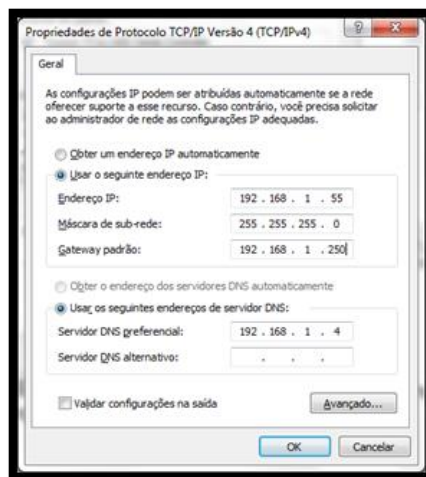 Propriedades de Protocolo TCP/IP Versão 4 (TCP/IPv4)
Geral
As configurações IP podem ser atribuídas automaticamente se a rede
oferecer suporte a esse recurso. Caso contrário, você precisa solicitar
ao administrador de rede as configurações IP adequadas.
Obter um endereço IP automaticamente
Usar o seguinte endereço IP:
Endereço IP: 192 . 168 . 1 . 55
Máscara de sub-rede: 255 . 255 . 255 . 0
Gateway padrão: 192 . 168 . 1 . 250
Obter o endereço dos servidores DNS automaticamente
Usar os seguintes endereços de servidor DNS:
Servidor DNS preferencial: 192 . 168 . 1 . 4
Servidor DNS alternativo: . . .
Validar configurações na saída
Avançado...
OK Cancelar